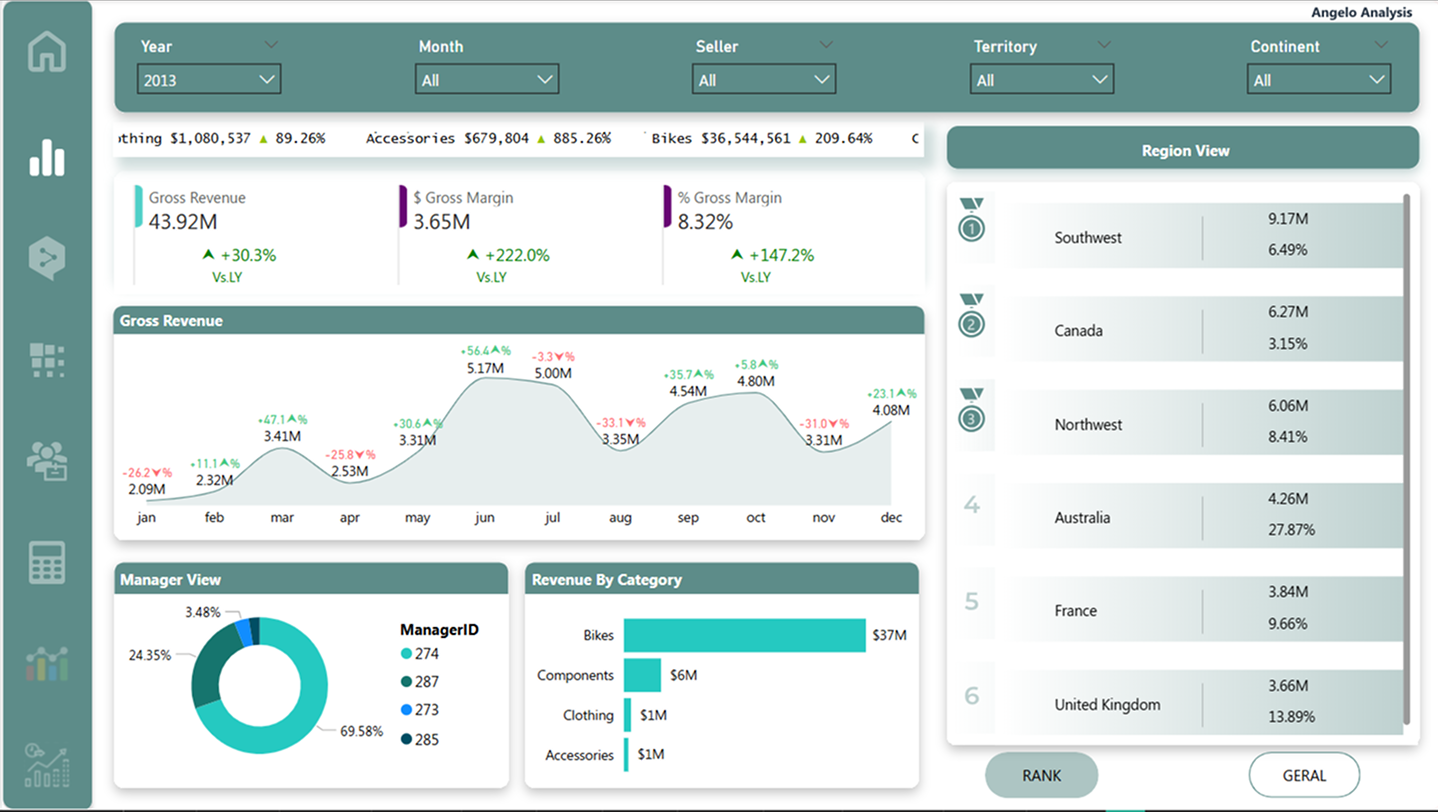 Angelo Analysis
Year Month Seller Territory Continent
2013 All All All All
othing $1,080,537 ▲ 89.26% Accessories $679,804 ▲ 885.26% Bikes $36,544,561 ▲ 209.64% C
Gross Revenue
43.92M
+30.3%
Vs.LY
$ Gross Margin
3.65M
+222.0%
Vs.LY
% Gross Margin
8.32%
+147.2%
Vs.LY
Gross Revenue
-26.2%
2.09M
+11.1%
2.32M
+47.1%
3.41M
-25.8%
2.53M
+30.6%
3.31M
+56.4%
5.17M
-3.3%
5.00M
-33.1%
3.35M
+35.7%
4.54M
+5.8%
4.80M
-31.0%
3.31M
+23.1%
4.08M
jan feb mar apr may jun jul aug sep oct nov dec
Manager View
3.48%
24.35%
69.58%
ManagerID
274
287
273
285
Revenue By Category
Bikes $37M
Components $6M
Clothing $1M
Accessories $1M
Region View
1
Southwest
9.17M
6.49%
2
Canada
6.27M
3.15%
3
Northwest
6.06M
8.41%
4
Australia
4.26M
27.87%
5
France
3.84M
9.66%
6
United Kingdom
3.66M
13.89%
RANK GERAL